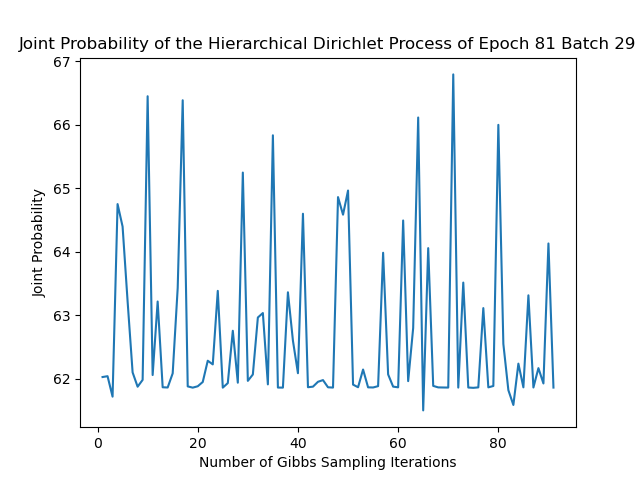 Joint Probability of the Hierarchical Dirichlet Process of Epoch 81 Batch 29
67
66
65
64
63
62
Joint Probability
0 20 40 60 80
Number of Gibbs Sampling Iterations